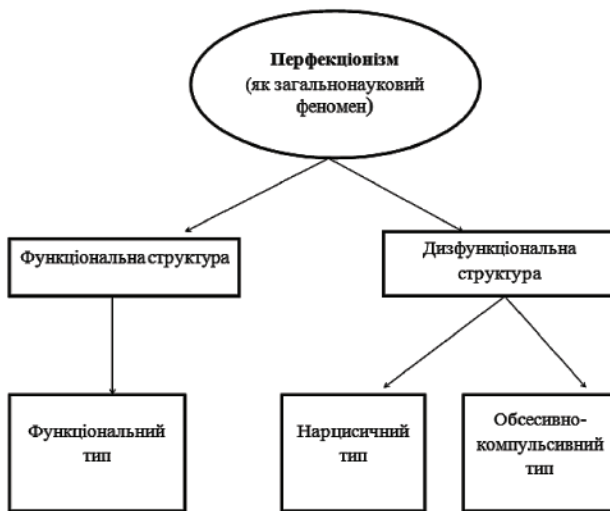 Перфекціонізм
(як загальнонауковий
феномен)
Функціональна структура
Дизфункціональна
структура
Функціональний
тип
Нарцисичний
тип
Обсесивно-
компульсивний
тип